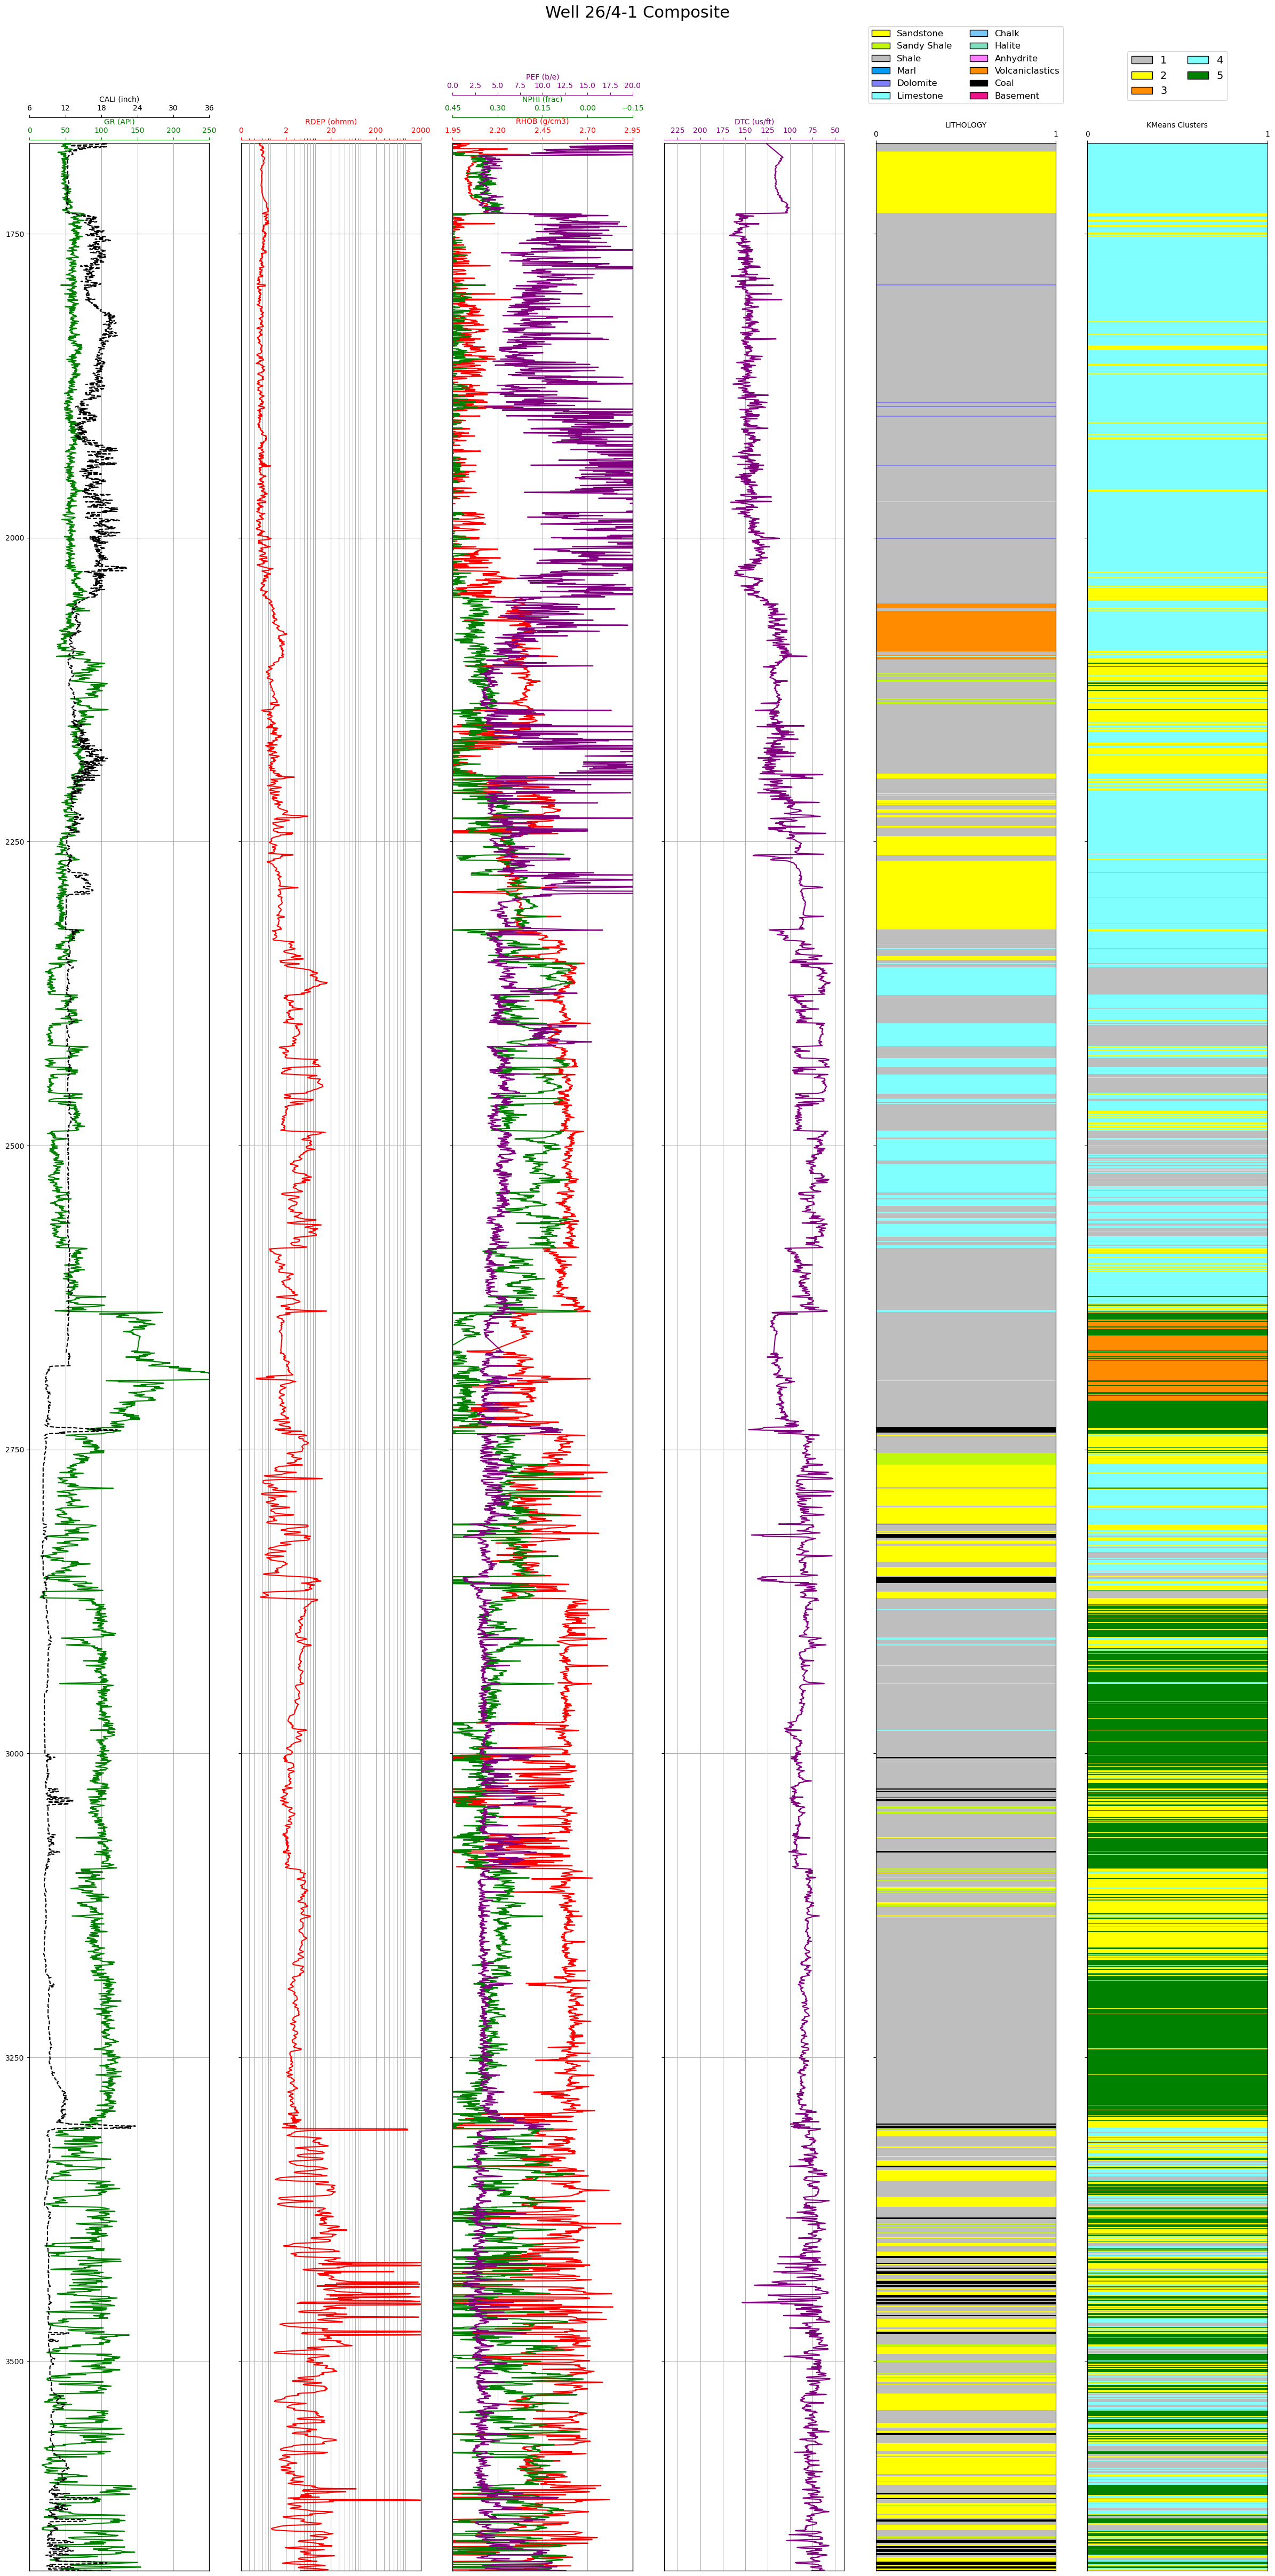 Well 26/4-1 Composite
Sandstone
Sandy Shale
Shale
Marl
Dolomite
Limestone
Chalk
Halite
Anhydrite
Volcaniclastics
Coal
Basement
1
2
3
4
5
PEF (b/e)
0.0 2.5 5.0 7.5 10.0 12.5 15.0 17.5 20.0
CALI (inch)
6 12 18 24 30 36
NPHI (frac)
0.45 0.30 0.15 0.00 −0.15
GR (API)
0 50 100 150 200 250
RDEP (ohmm)
0 2 20 200 2000
RHOB (g/cm3)
1.95 2.20 2.45 2.70 2.95
DTC (us/ft)
225 200 175 150 125 100 75 50
LITHOLOGY
0 1
KMeans Clusters
0 1
1750
2000
2250
2500
2750
3000
3250
3500